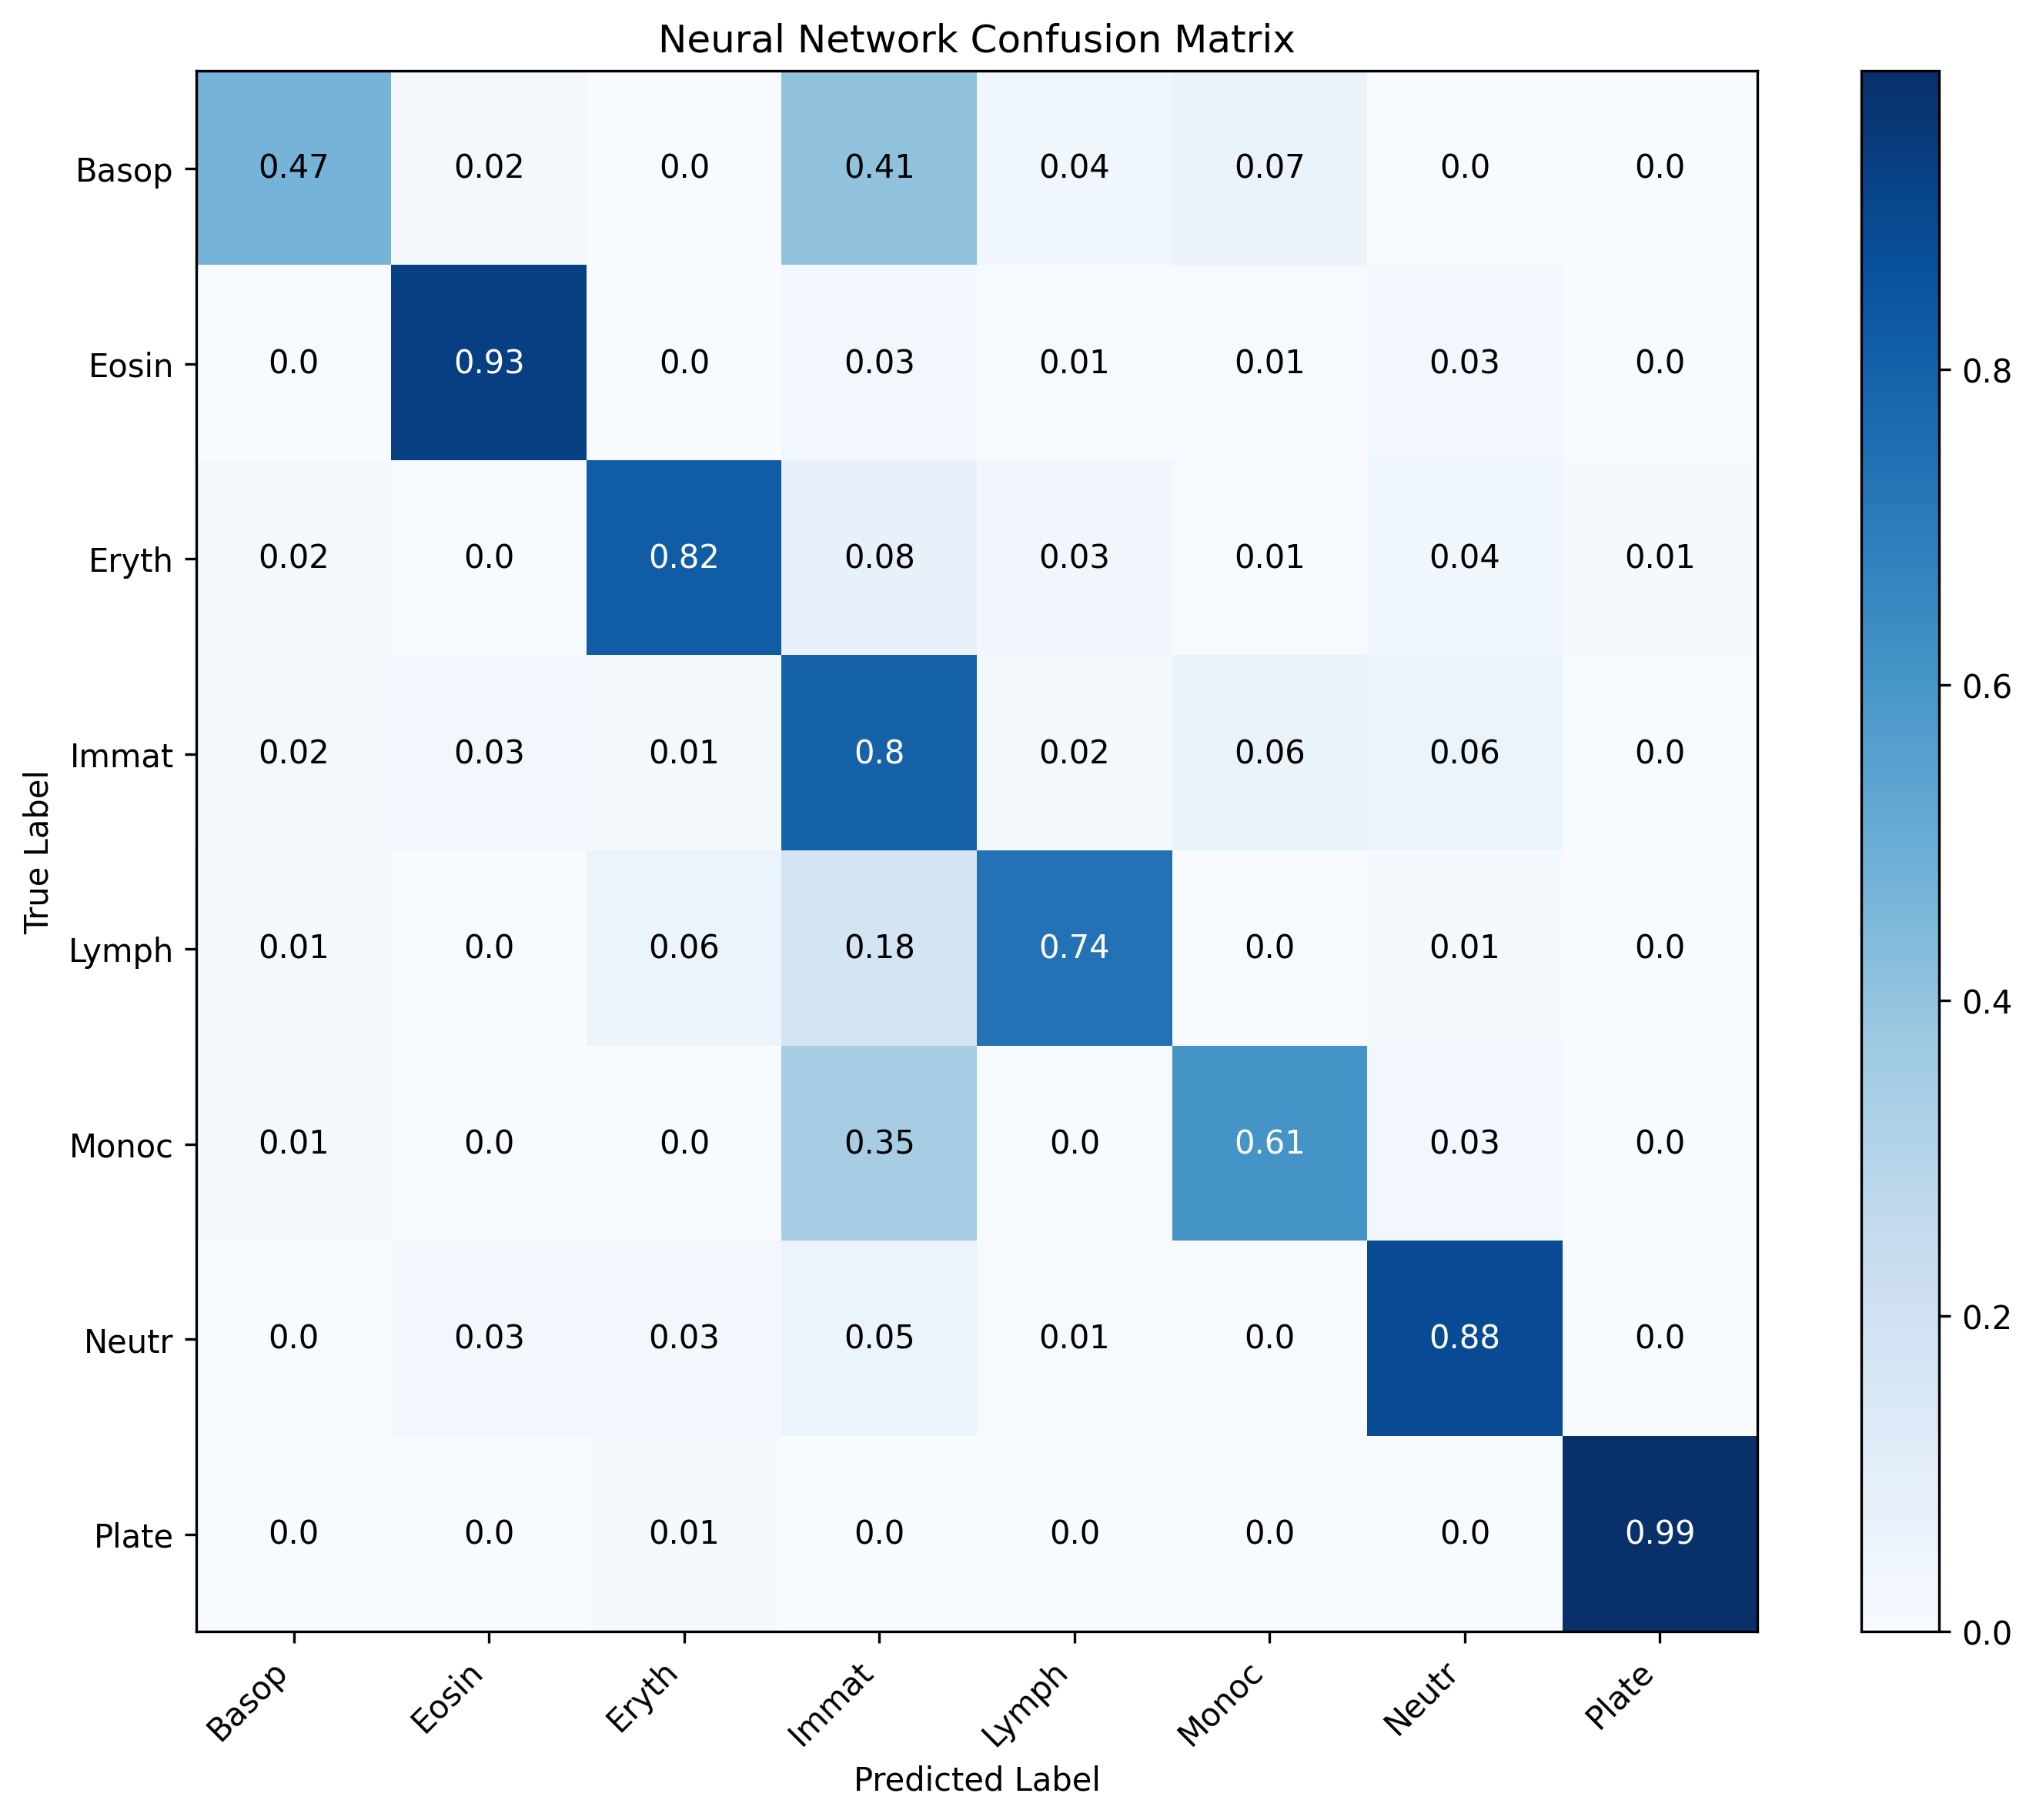 Neural Network Confusion Matrix
Basop 0.47 0.02 0.0 0.41 0.04 0.07 0.0 0.0
Eosin 0.0 0.93 0.0 0.03 0.01 0.01 0.03 0.0
Eryth 0.02 0.0 0.82 0.08 0.03 0.01 0.04 0.01
Immat 0.02 0.03 0.01 0.8 0.02 0.06 0.06 0.0
Lymph 0.01 0.0 0.06 0.18 0.74 0.0 0.01 0.0
Monoc 0.01 0.0 0.0 0.35 0.0 0.61 0.03 0.0
Neutr 0.0 0.03 0.03 0.05 0.01 0.0 0.88 0.0
Plate 0.0 0.0 0.01 0.0 0.0 0.0 0.0 0.99
True Label
Basop Eosin Eryth Immat Lymph Monoc Neutr Plate
Predicted Label
0.8
0.6
0.4
0.2
0.0